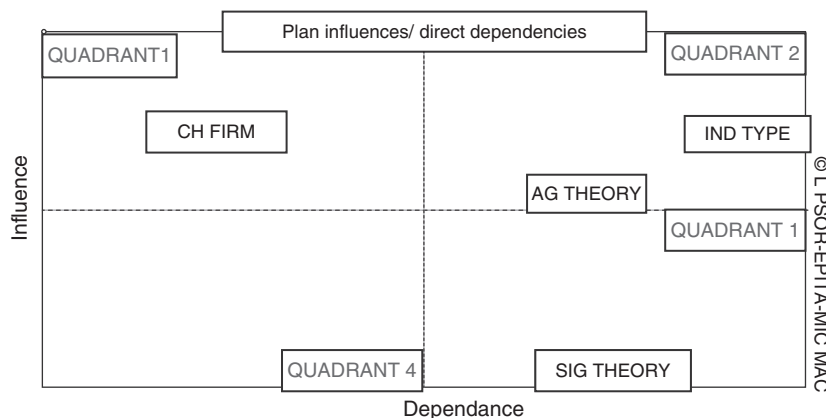 Plan influences/ direct dependencies
QUADRANT1
QUADRANT 2
CH FIRM
IND TYPE
AG THEORY
QUADRANT 1
QUADRANT 4
SIG THEORY
Influence
Dependance
© L PSOR-EPITA-MIC MAC